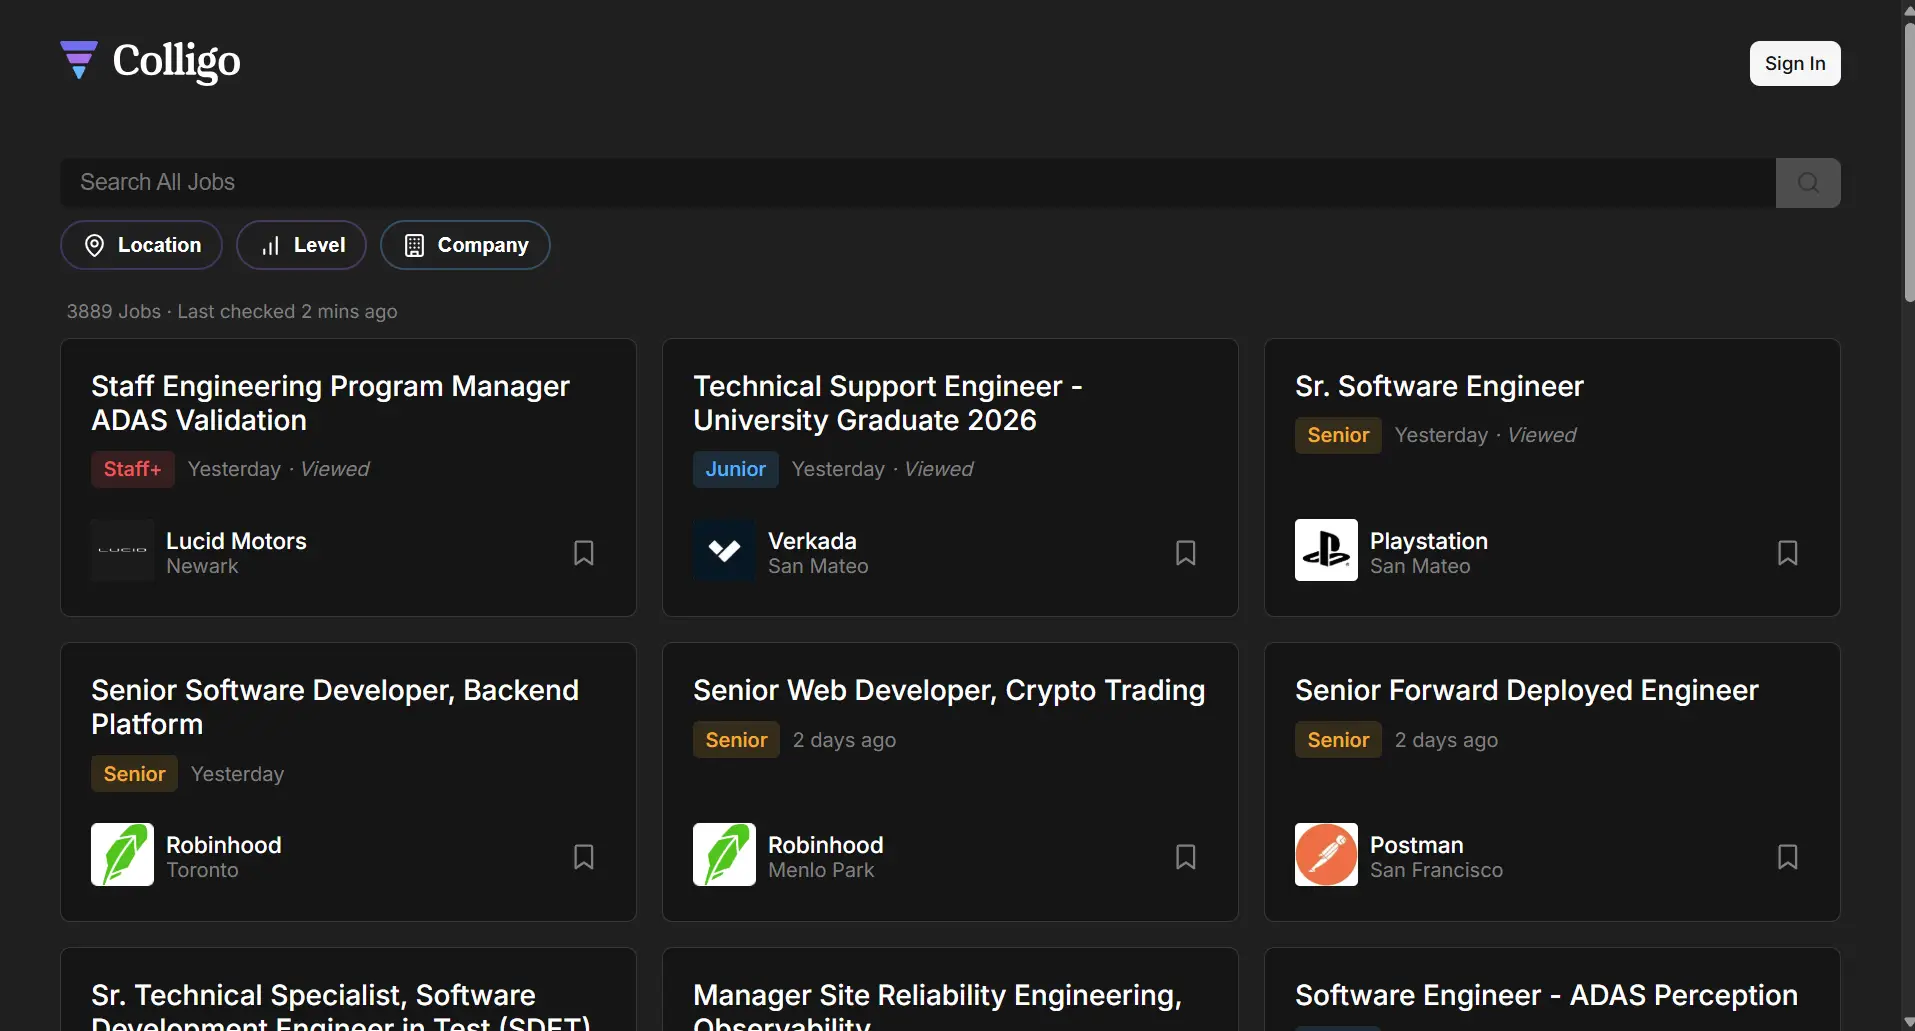 Colligo
Sign In
Search All Jobs
Location
Level
Company
3889 Jobs · Last checked 2 mins ago
Staff Engineering Program Manager
ADAS Validation
Staff+ Yesterday · Viewed
LUCID
Lucid Motors
Newark
Technical Support Engineer -
University Graduate 2026
Junior Yesterday · Viewed
Verkada
San Mateo
Sr. Software Engineer
Senior Yesterday · Viewed
Playstation
San Mateo
Senior Software Developer, Backend
Platform
Senior Yesterday
Robinhood
Toronto
Senior Web Developer, Crypto Trading
Senior 2 days ago
Robinhood
Menlo Park
Senior Forward Deployed Engineer
Senior 2 days ago
Postman
San Francisco
Sr. Technical Specialist, Software
Development Engineer in Test (SDET)
Manager Site Reliability Engineering,
Observability
Software Engineer - ADAS Perception